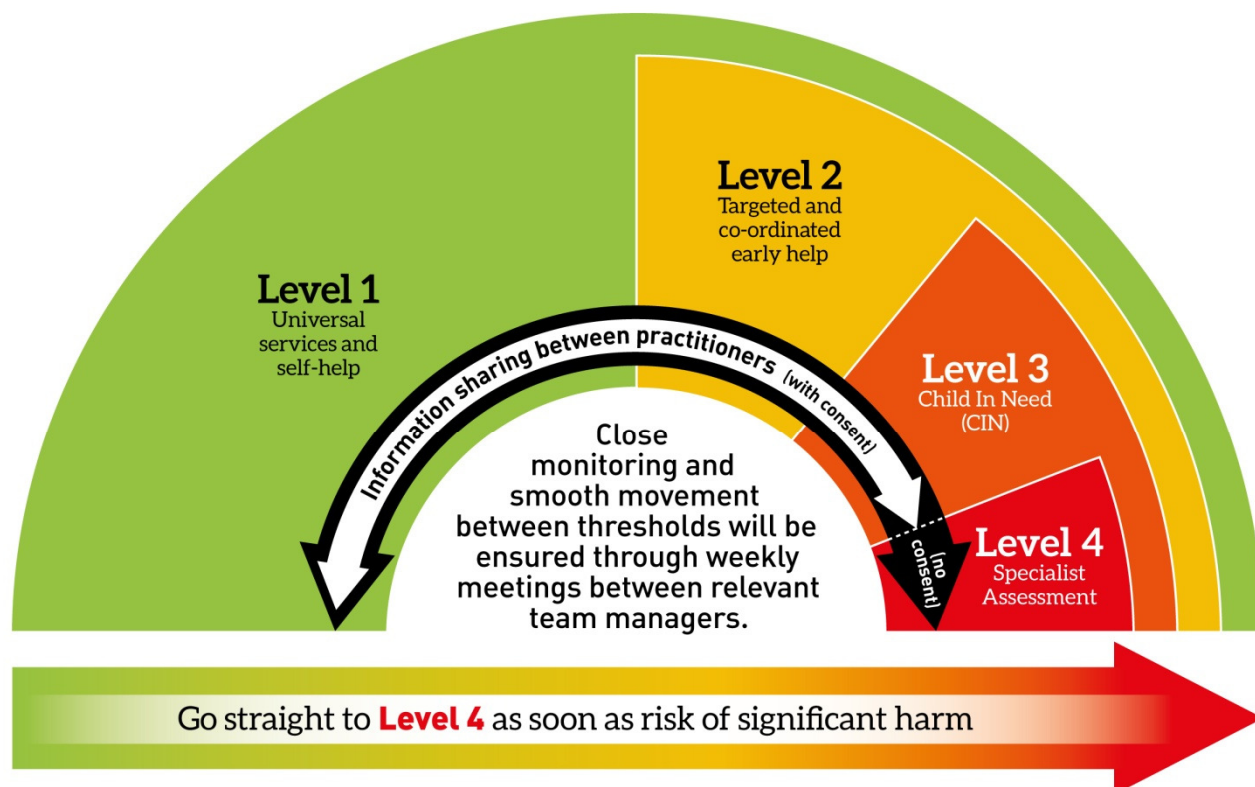 Level 1
Universal
services and
self-help
Level 2
Targeted and
co-ordinated
early help
Level 3
Child In Need
(CIN)
Level 4
Specialist
Assessment
Information sharing between practitioners (with consent)
(no
consent)
Close
monitoring and
smooth movement
between thresholds will be
ensured through weekly
meetings between relevant
team managers.
Go straight to Level 4 as soon as risk of significant harm